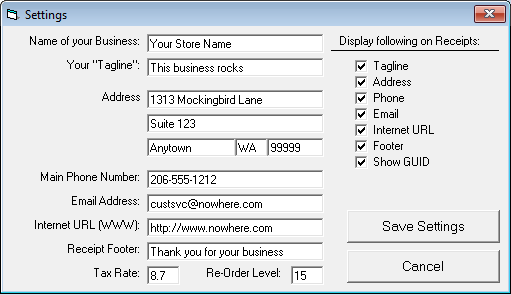 Settings
Name of your Business: Your Store Name
Your "Tagline": This business rocks
Address 1313 Mockingbird Lane
Suite 123
Anytown WA 99999
Main Phone Number: 206-555-1212
Email Address: custsvc@nowhere.com
Internet URL (WWW): http://www.nowhere.com
Receipt Footer: Thank you for your business
Tax Rate: 8.7 Re-Order Level: 15
Display following on Receipts:
Tagline
Address
Phone
Email
Internet URL
Footer
Show GUID
Save Settings
Cancel